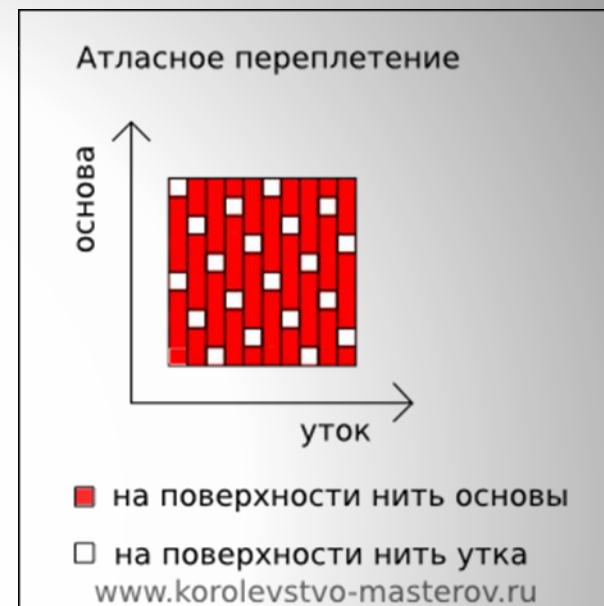 Атласное переплетение
основа
уток
на поверхности нить основы
на поверхности нить утка
www.korolevstvo-masterov.ru